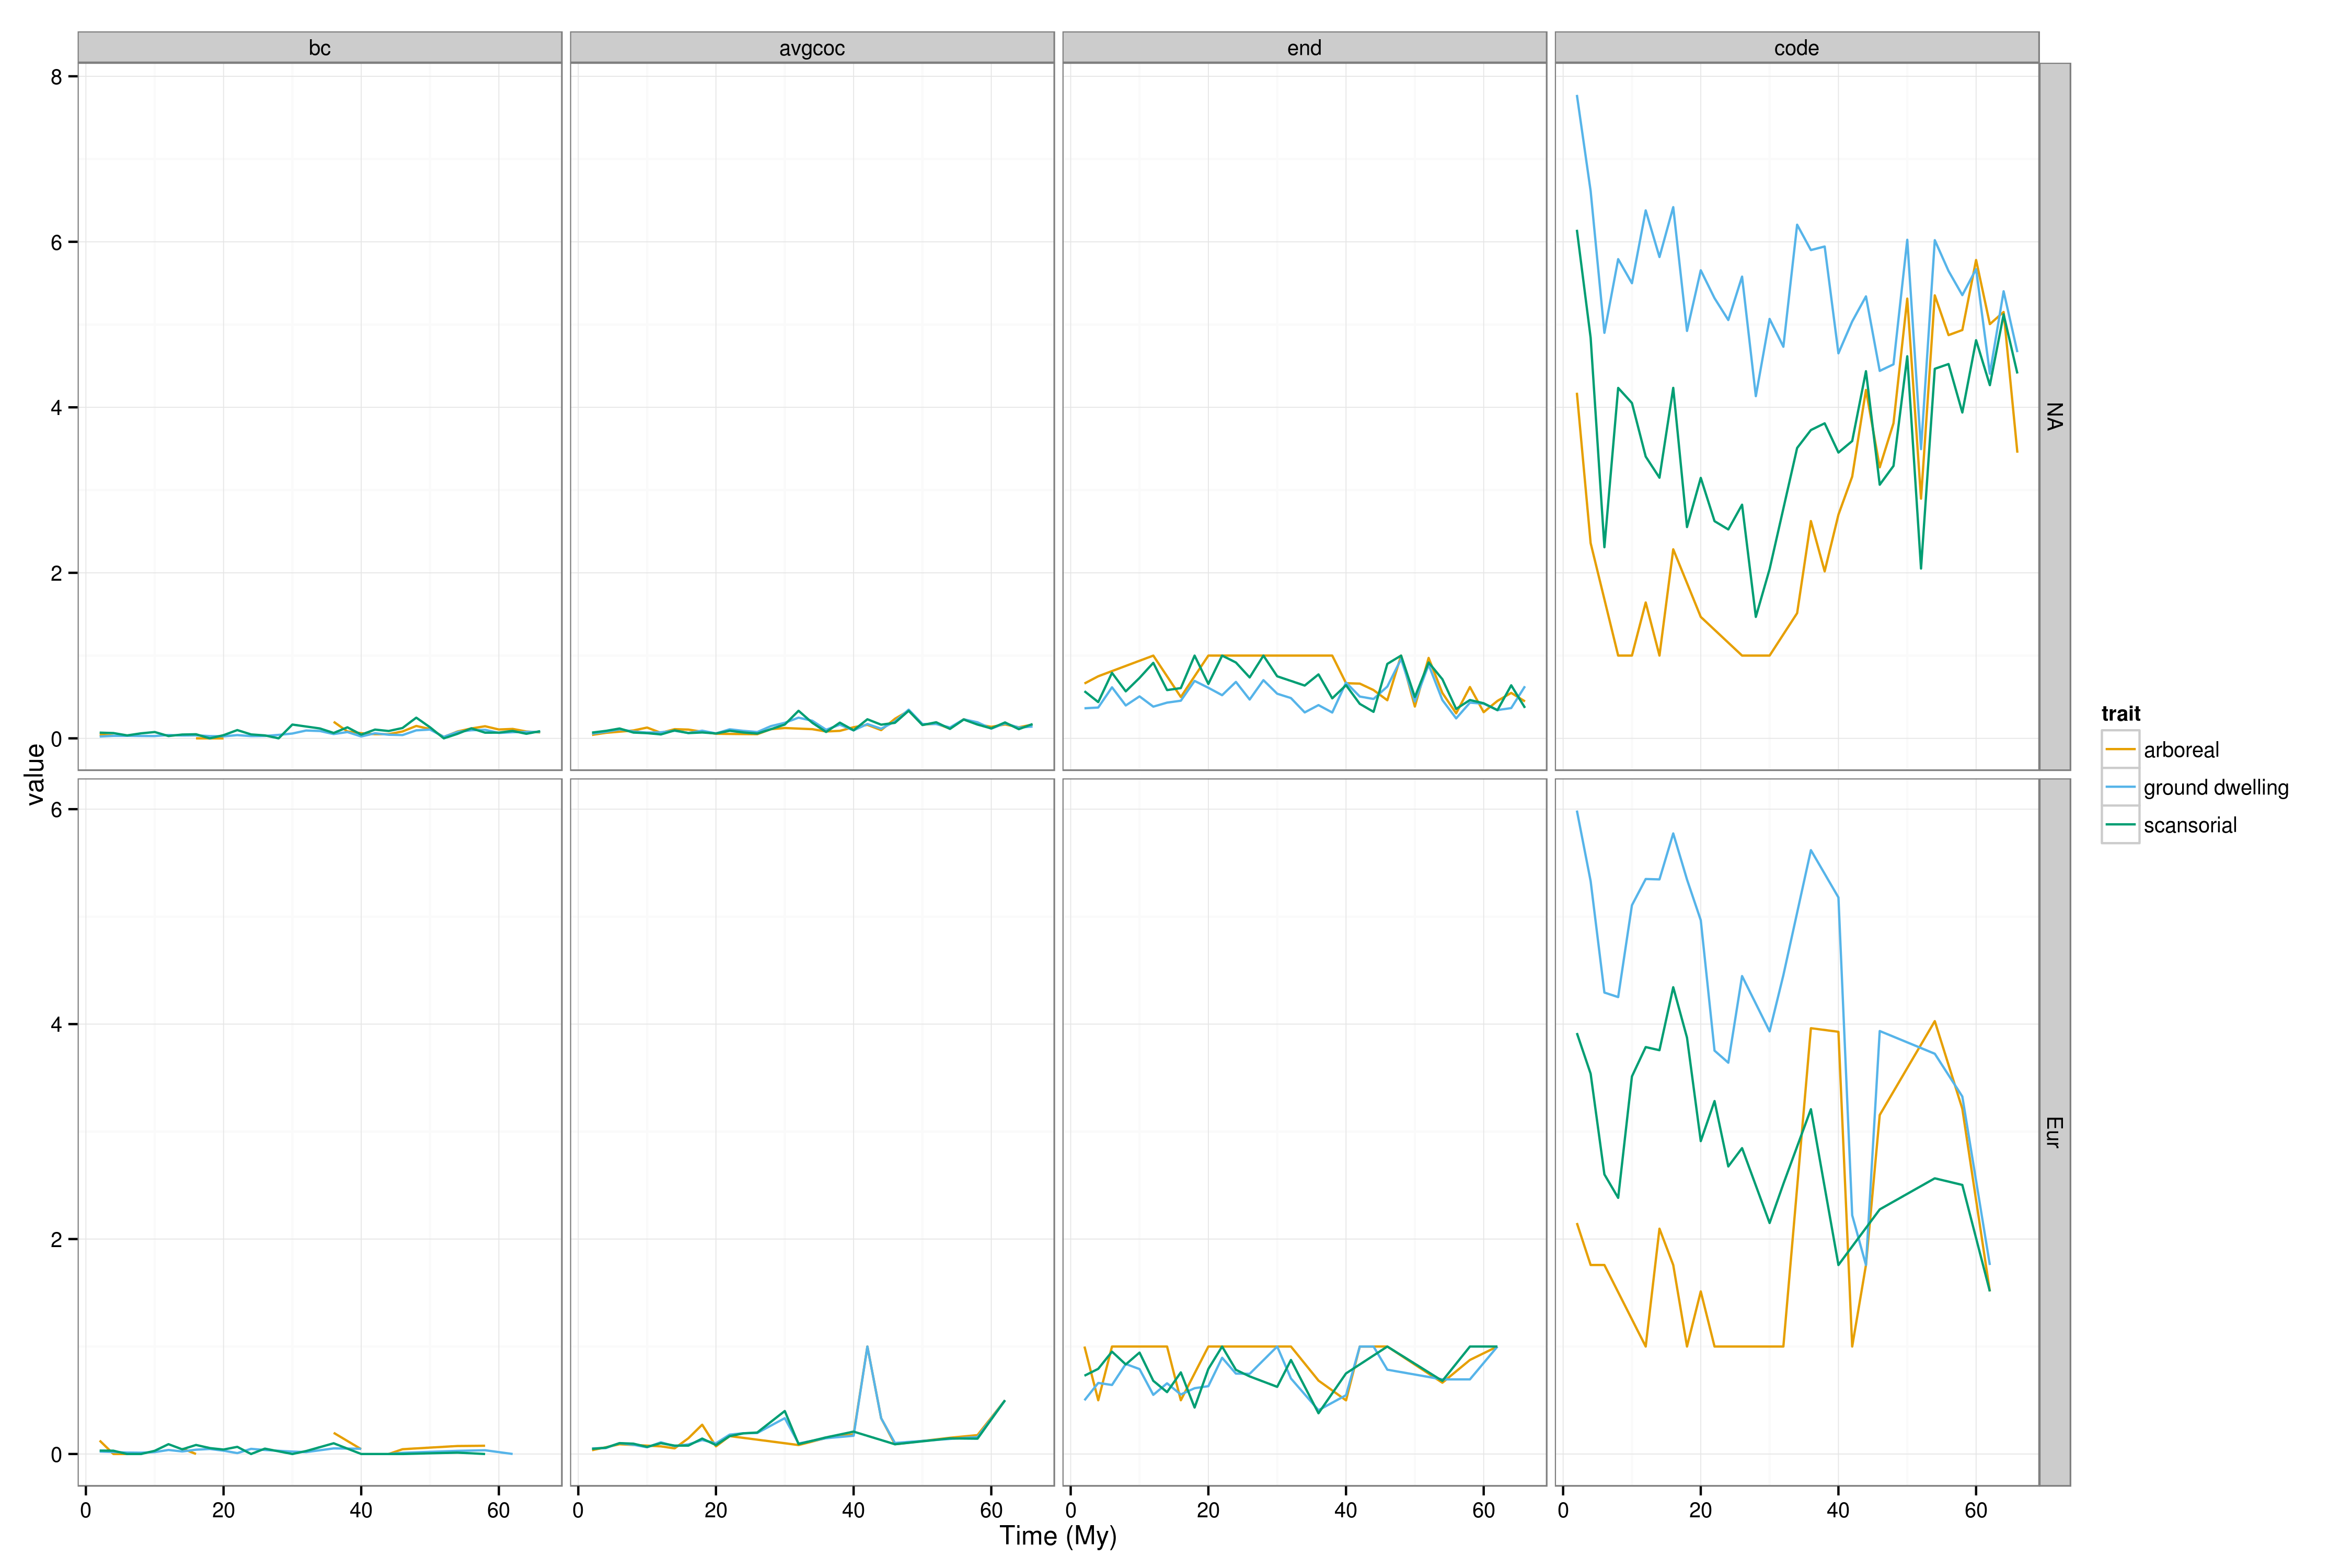 bc avgcoc end code
8
6
4
2
0
NA
6
4
2
0
Eur
0 20 40 60 0 20 40 60 0 20 40 60 0 20 40 60
Time (My)
value
trait
arboreal
ground dwelling
scansorial